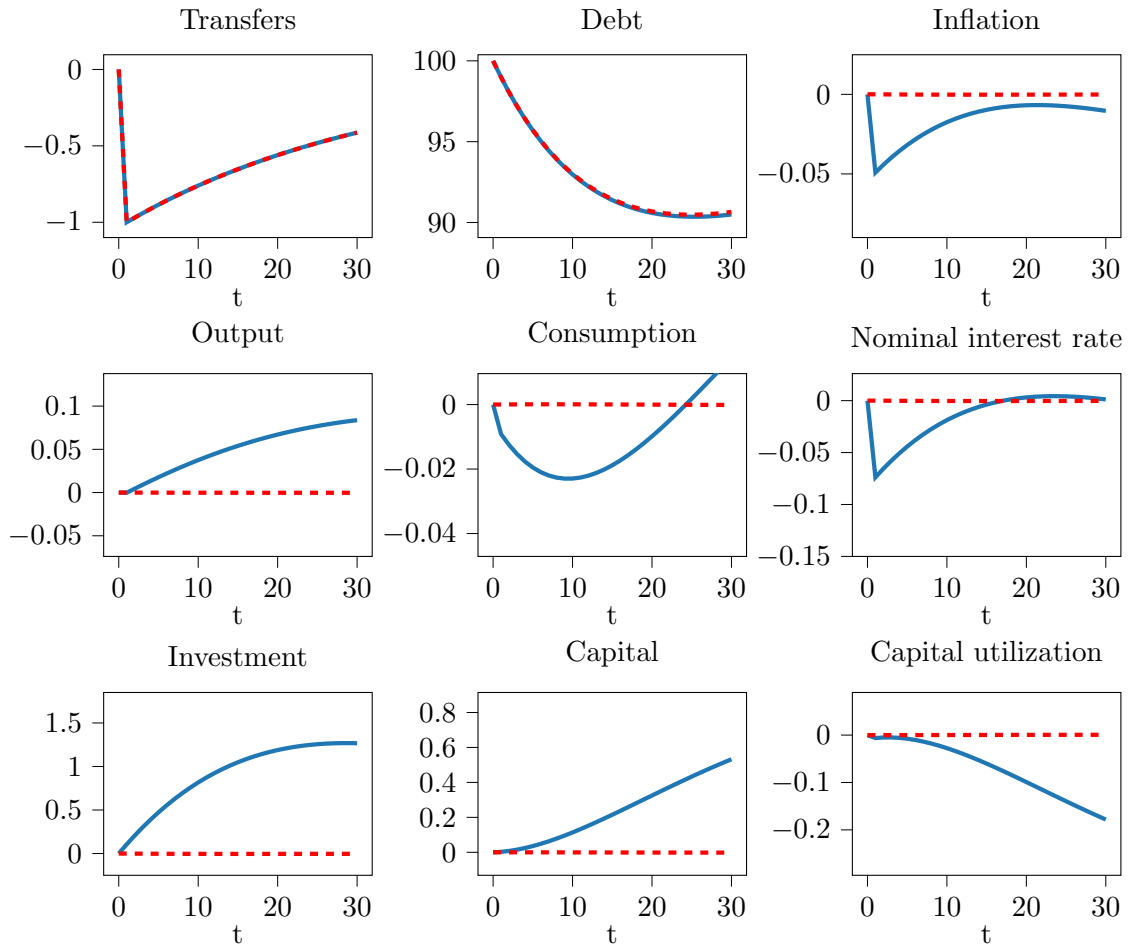 Transfers
0
−0.5
−1
0 10 20 30
t
Debt
100
95
90
0 10 20 30
t
Inflation
0
−0.05
0 10 20 30
t
Output
0.1
0.05
0
−0.05
0 10 20 30
t
Consumption
0
−0.02
−0.04
0 10 20 30
t
Nominal interest rate
0
−0.05
−0.1
−0.15
0 10 20 30
t
Investment
1.5
1
0.5
0
0 10 20 30
t
Capital
0.8
0.6
0.4
0.2
0
0 10 20 30
t
Capital utilization
0
−0.1
−0.2
0 10 20 30
t